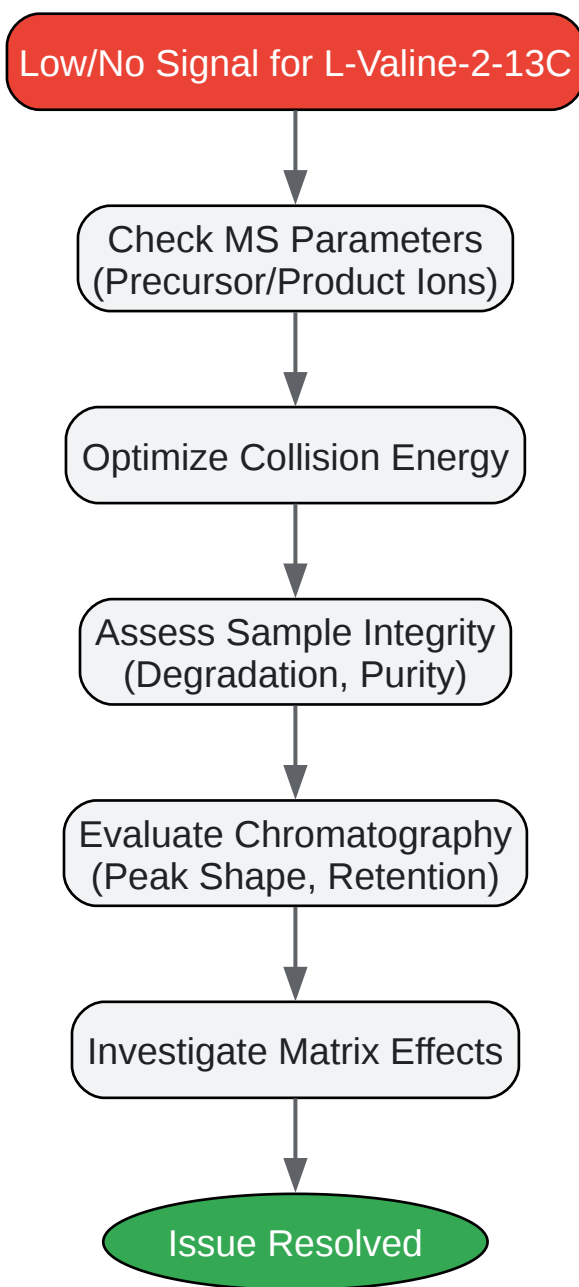 Low/No Signal for L-Valine-2-13C
Check MS Parameters
(Precursor/Product Ions)
Optimize Collision Energy
Assess Sample Integrity
(Degradation, Purity)
Evaluate Chromatography
(Peak Shape, Retention)
Investigate Matrix Effects
Issue Resolved